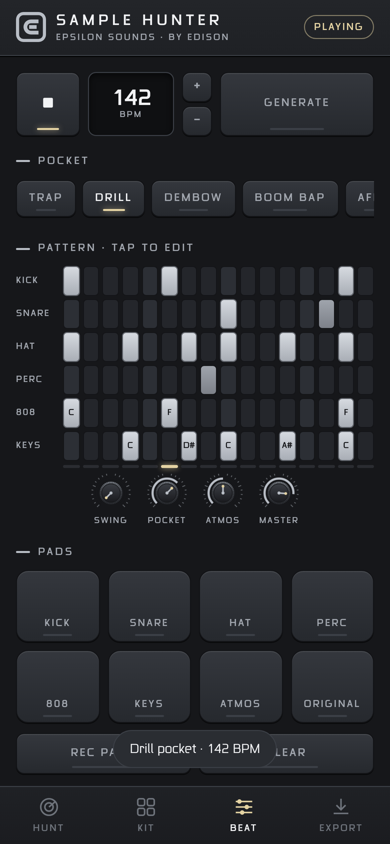 SAMPLE HUNTER
EPSILON SOUNDS · BY EDISON
PLAYING
142
BPM
+
−
GENERATE
POCKET
TRAP DRILL DEMBOW BOOM BAP
PATTERN · TAP TO EDIT
KICK
SNARE
HAT
PERC
808 C F F
KEYS C D# C A# C
SWING POCKET ATMOS MASTER
PADS
KICK SNARE HAT PERC
808 KEYS ATMOS ORIGINAL
REC
Drill pocket · 142 BPM
HUNT KIT BEAT EXPORT